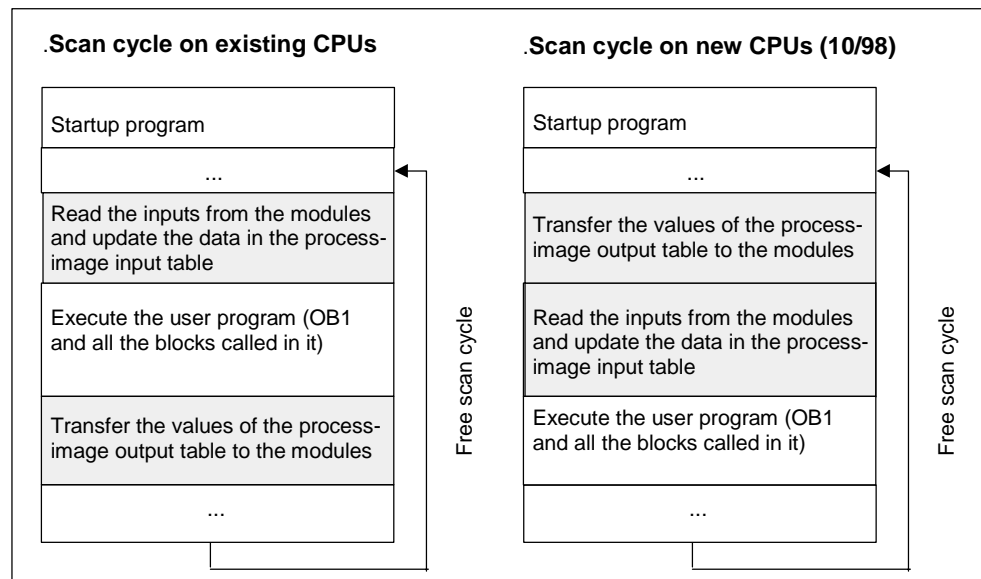 .Scan cycle on existing CPUs
Startup program
...
Read the inputs from the modules
and update the data in the process-
image input table
Execute the user program (OB1
and all the blocks called in it)
Transfer the values of the process-
image output table to the modules
...
Free scan cycle
.Scan cycle on new CPUs (10/98)
Startup program
...
Transfer the values of the process-
image output table to the modules
Read the inputs from the modules
and update the data in the process-
image input table
Execute the user program (OB1
and all the blocks called in it)
...
Free scan cycle